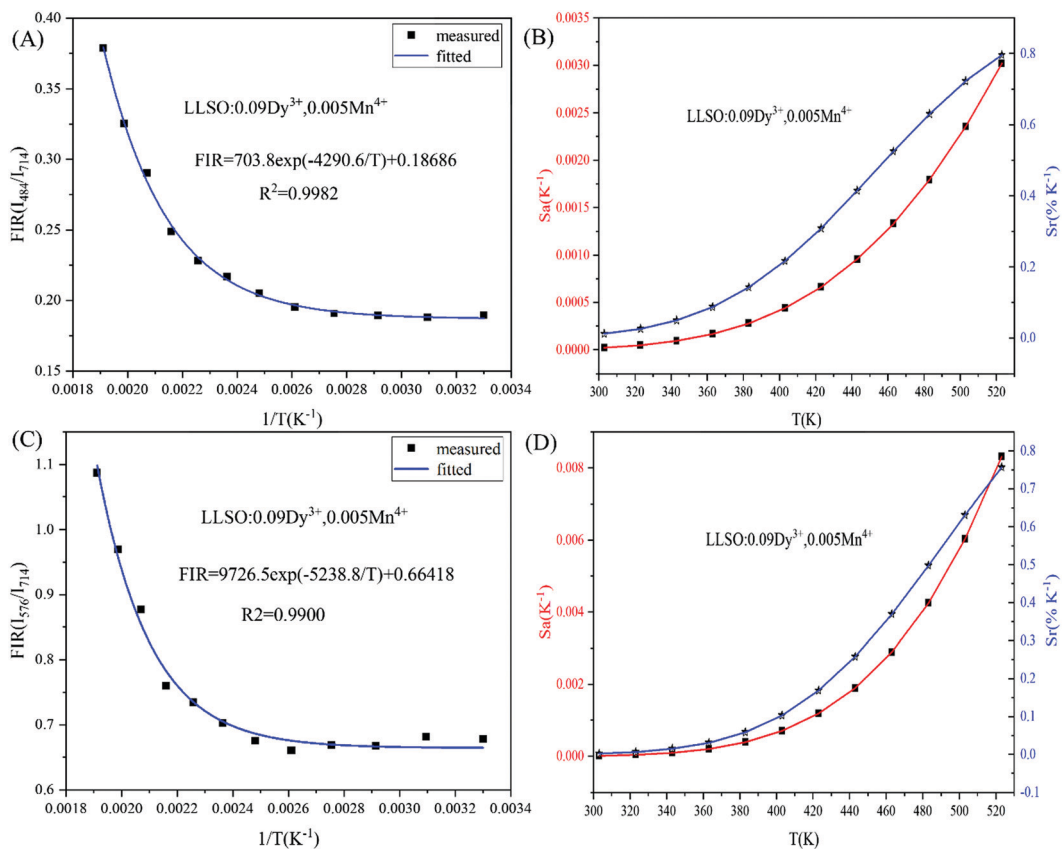 (A)
0.40
0.35
0.30
0.25
0.20
0.15
FIR(I484/I714)
measured
fitted
LLSO:0.09Dy³⁺,0.005Mn⁴⁺
FIR=703.8exp(-4290.6/T)+0.18686
R²=0.9982
0.0018 0.0020 0.0022 0.0024 0.0026 0.0028 0.0030 0.0032 0.0034
1/T(K⁻¹)
(B)
0.0035
0.0030
0.0025
0.0020
0.0015
0.0010
0.0005
0.0000
Sa(K⁻¹)
LLSO:0.09Dy³⁺,0.005Mn⁴⁺
0.8
0.6
0.4
0.2
0.0
Sr(% K⁻¹)
300 320 340 360 380 400 420 440 460 480 500 520
T(K)
(C)
1.1
1.0
0.9
0.8
0.7
0.6
FIR(I576/I714)
measured
fitted
LLSO:0.09Dy³⁺,0.005Mn⁴⁺
FIR=9726.5exp(-5238.8/T)+0.66418
R2=0.9900
0.0018 0.0020 0.0022 0.0024 0.0026 0.0028 0.0030 0.0032 0.0034
1/T(K⁻¹)
(D)
0.008
0.006
0.004
0.002
0.000
Sa(K⁻¹)
LLSO:0.09Dy³⁺,0.005Mn⁴⁺
0.8
0.7
0.6
0.5
0.4
0.3
0.2
0.1
0.0
-0.1
Sr(% K⁻¹)
300 320 340 360 380 400 420 440 460 480 500 520
T(K)